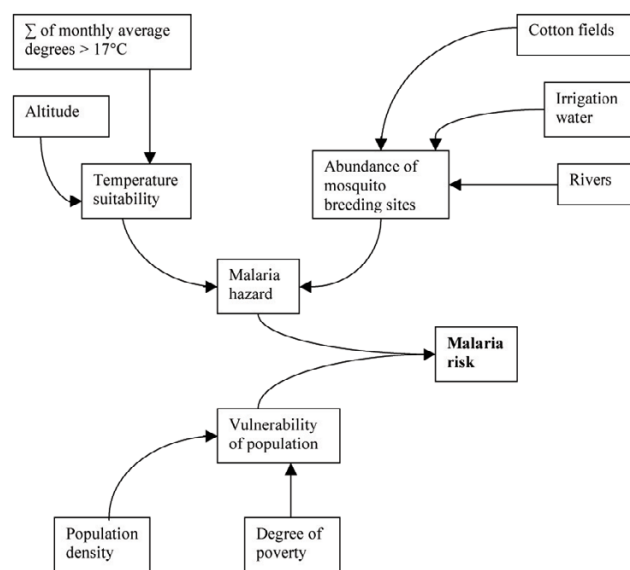 ∑ of monthly average
degrees > 17°C
Cotton fields
Altitude
Irrigation
water
Temperature
suitability
Abundance of
mosquito
breeding sites
Rivers
Malaria
hazard
Malaria
risk
Vulnerability
of population
Population
density
Degree of
poverty